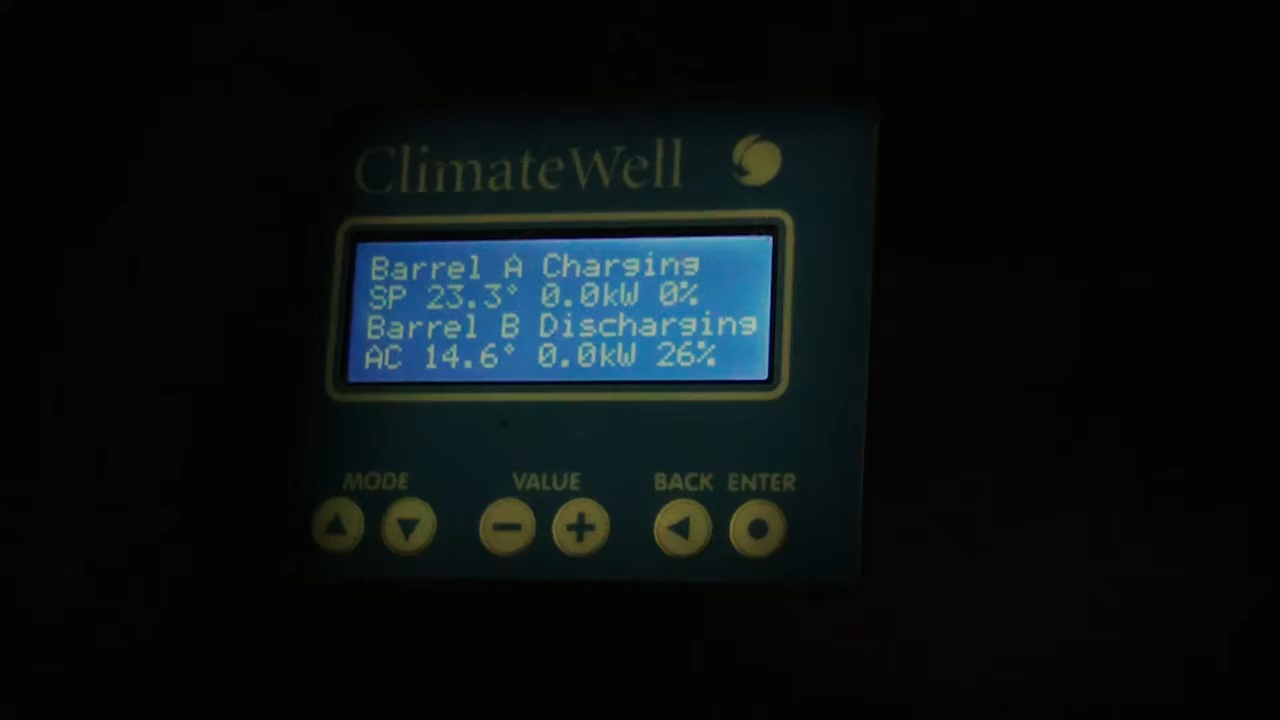 ClimateWell
Barrel A Charging
SP 23.3° 0.0kW 0%
Barrel B Discharging
AC 14.6° 0.0kW 26%
MODE VALUE BACK ENTER